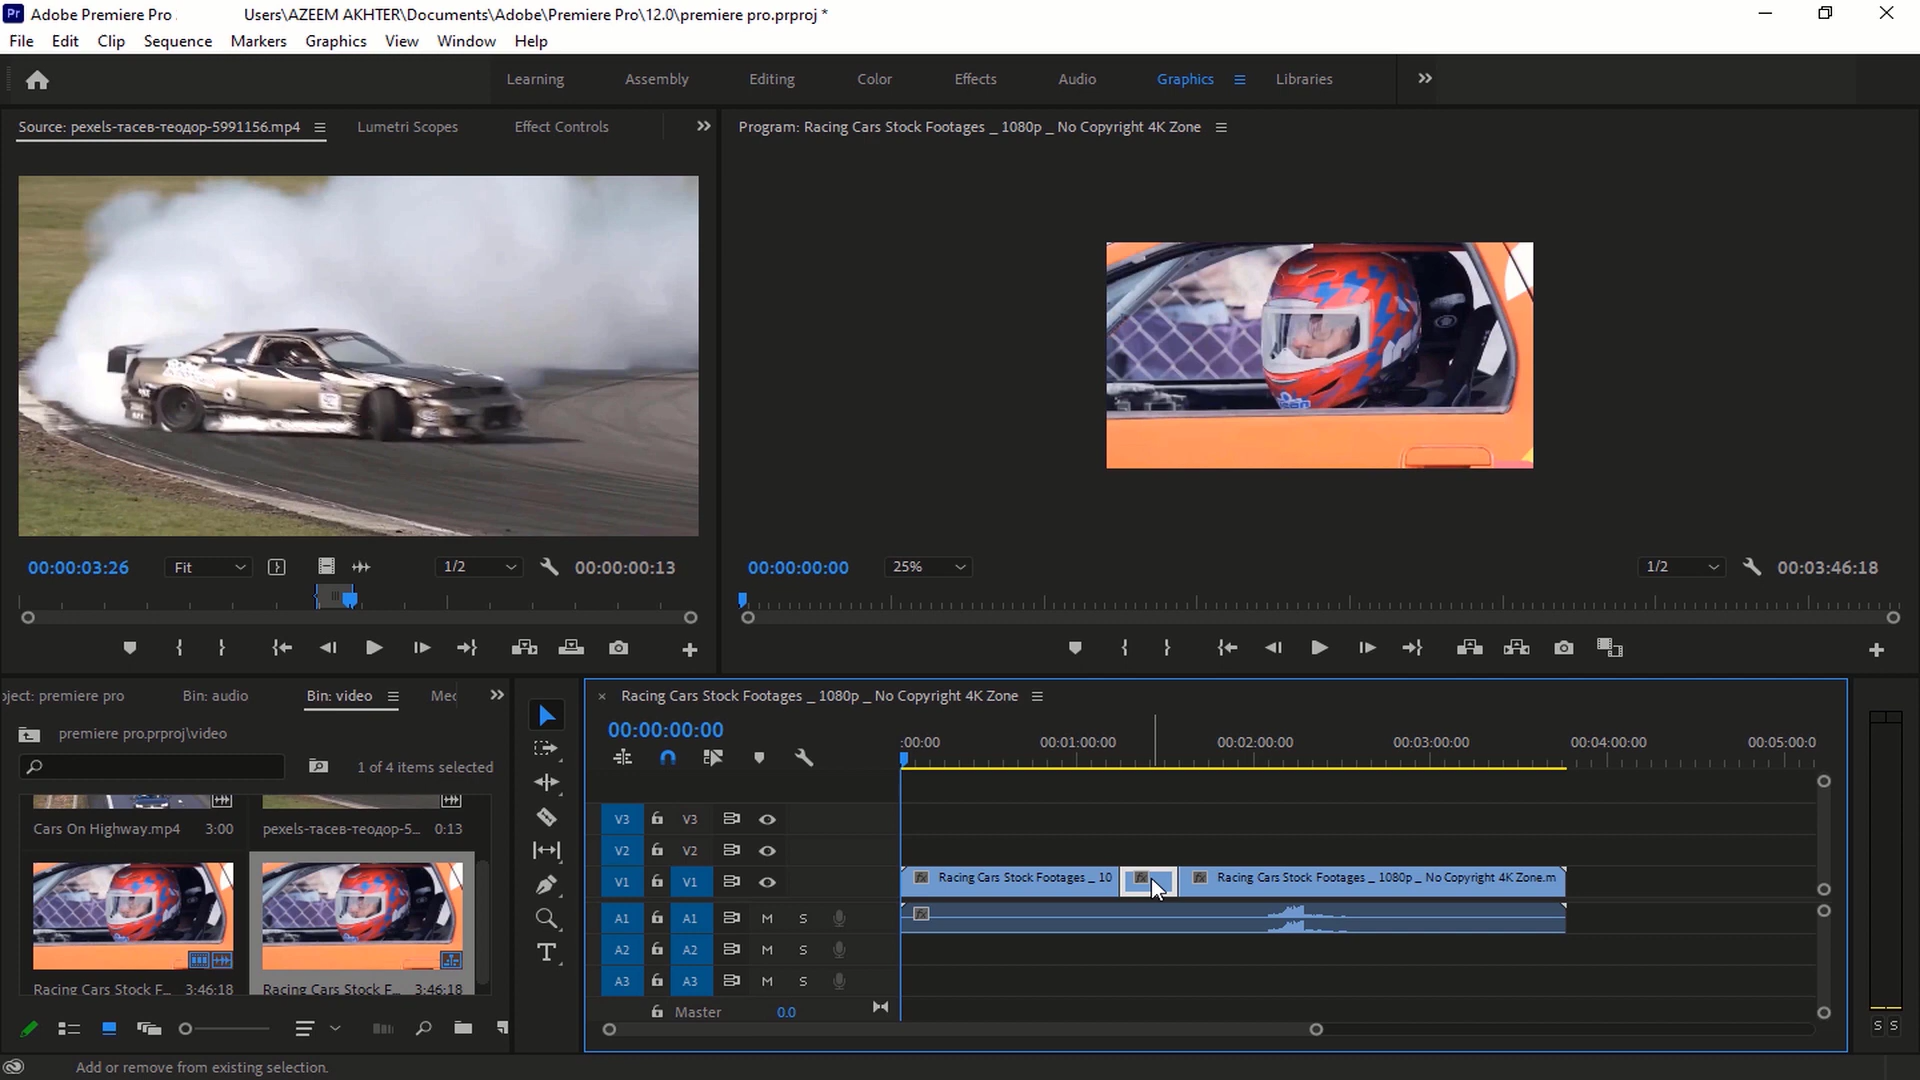 Pr Adobe Premiere Pro Users\AZEEM AKHTER\Documents\Adobe\Premiere Pro\12.0\premiere pro.prproj *
File Edit Clip Sequence Markers Graphics View Window Help
Learning Assembly Editing Color Effects Audio Graphics Libraries
Source: pexels-тасев-теодор-5991156.mp4 Lumetri Scopes Effect Controls
Program: Racing Cars Stock Footages _ 1080p _ No Copyright 4K Zone
00:00:03:26 Fit 1/2 00:00:00:13
00:00:00:00 25% 1/2 00:03:46:18
oject: premiere pro Bin: audio Bin: video Med
premiere pro.prproj\video
1 of 4 items selected
Cars On Highway.mp4 3:00 pexels-тасев-теодор-5... 0:13
Racing Cars Stock F... 3:46:18 Racing Cars Stock F... 3:46:18
Racing Cars Stock Footages _ 1080p _ No Copyright 4K Zone
00:00:00:00
:00:00 00:01:00:00 00:02:00:00 00:03:00:00 00:04:00:00 00:05:00:0
V3 V3
V2 V2
V1 V1 fx Racing Cars Stock Footages _ 10 fx fx Racing Cars Stock Footages _ 1080p _ No Copyright 4K Zone.m
A1 A1 M S fx
A2 A2 M S
A3 A3 M S
Master 0.0
S S
Add or remove from existing selection.